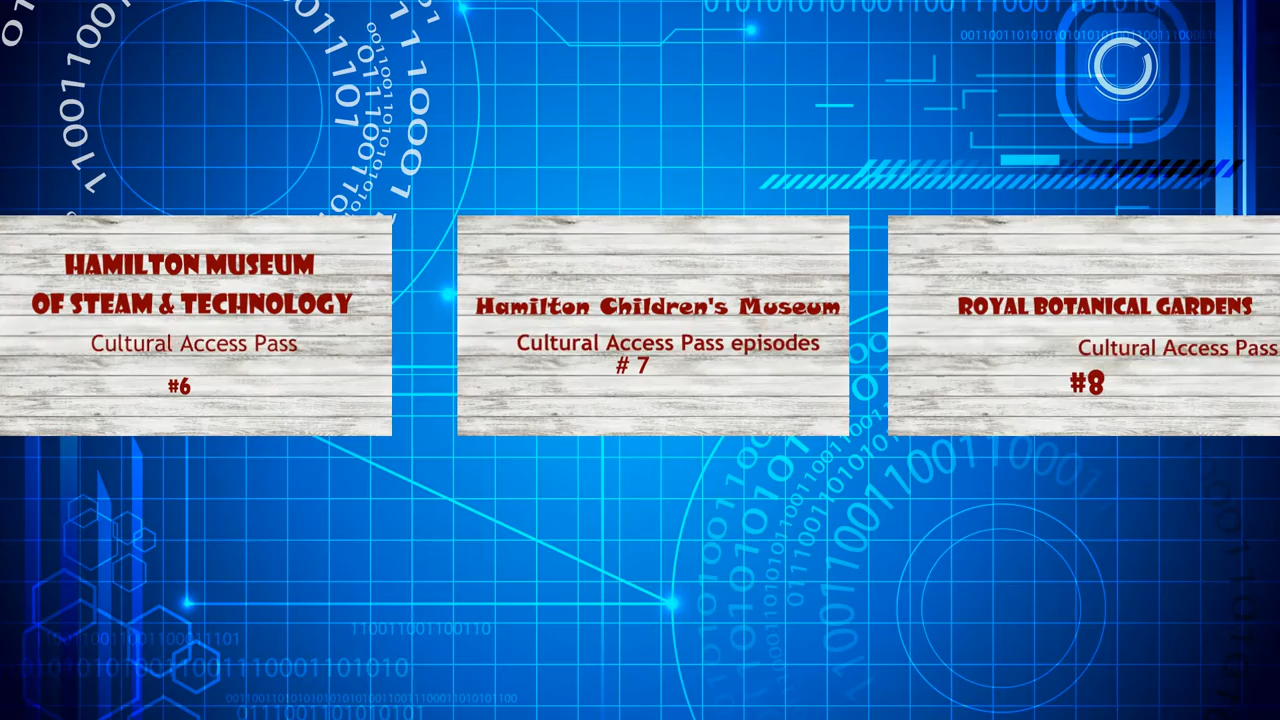 HAMILTON MUSEUM
OF STEAM & TECHNOLOGY
Cultural Access Pass
#6
Hamilton Children's Museum
Cultural Access Pass episodes
# 7
ROYAL BOTANICAL GARDENS
Cultural Access Pass
#8